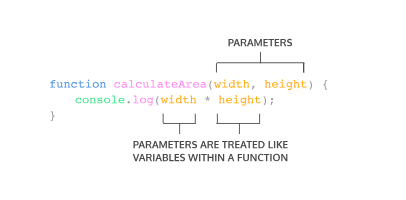 PARAMETERS
function calculateArea(width, height) {
console.log(width * height);
}
PARAMETERS ARE TREATED LIKE
VARIABLES WITHIN A FUNCTION